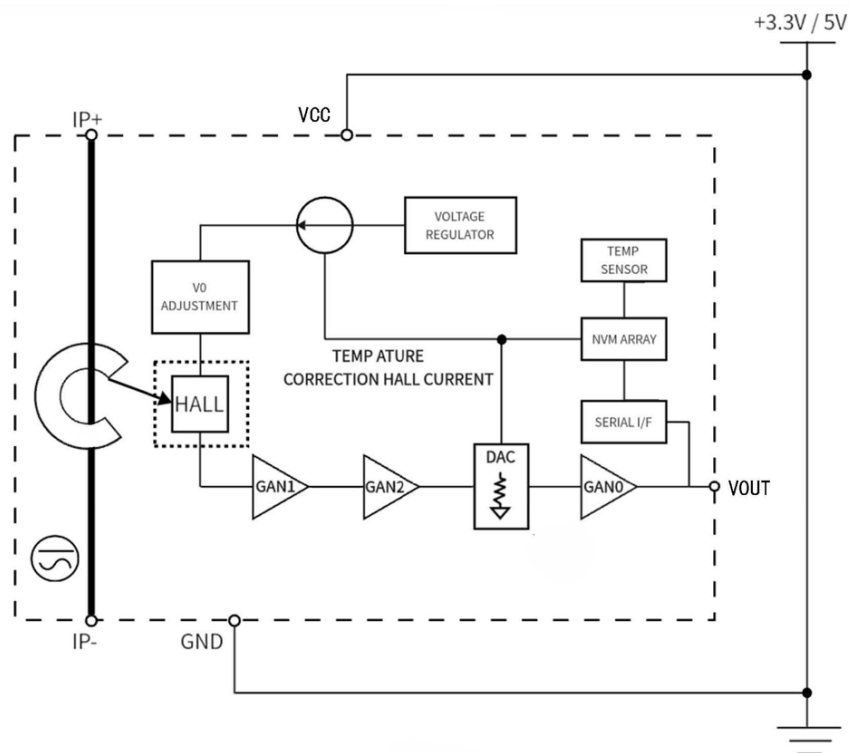 +3.3V / 5V
IP+
VCC
VOLTAGE
REGULATOR
TEMP
SENSOR
V0
ADJUSTMENT
NVM ARRAY
TEMP ATURE
CORRECTION HALL CURRENT
HALL
SERIAL I/F
DAC
GAN1
GAN2
GAN0
VOUT
IS
IP-
GND